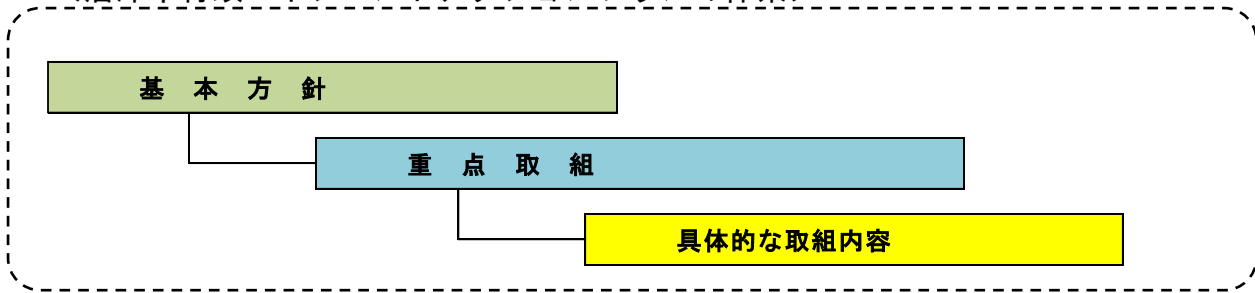 基 本 方 針
重 点 取 組
具体的な取組内容